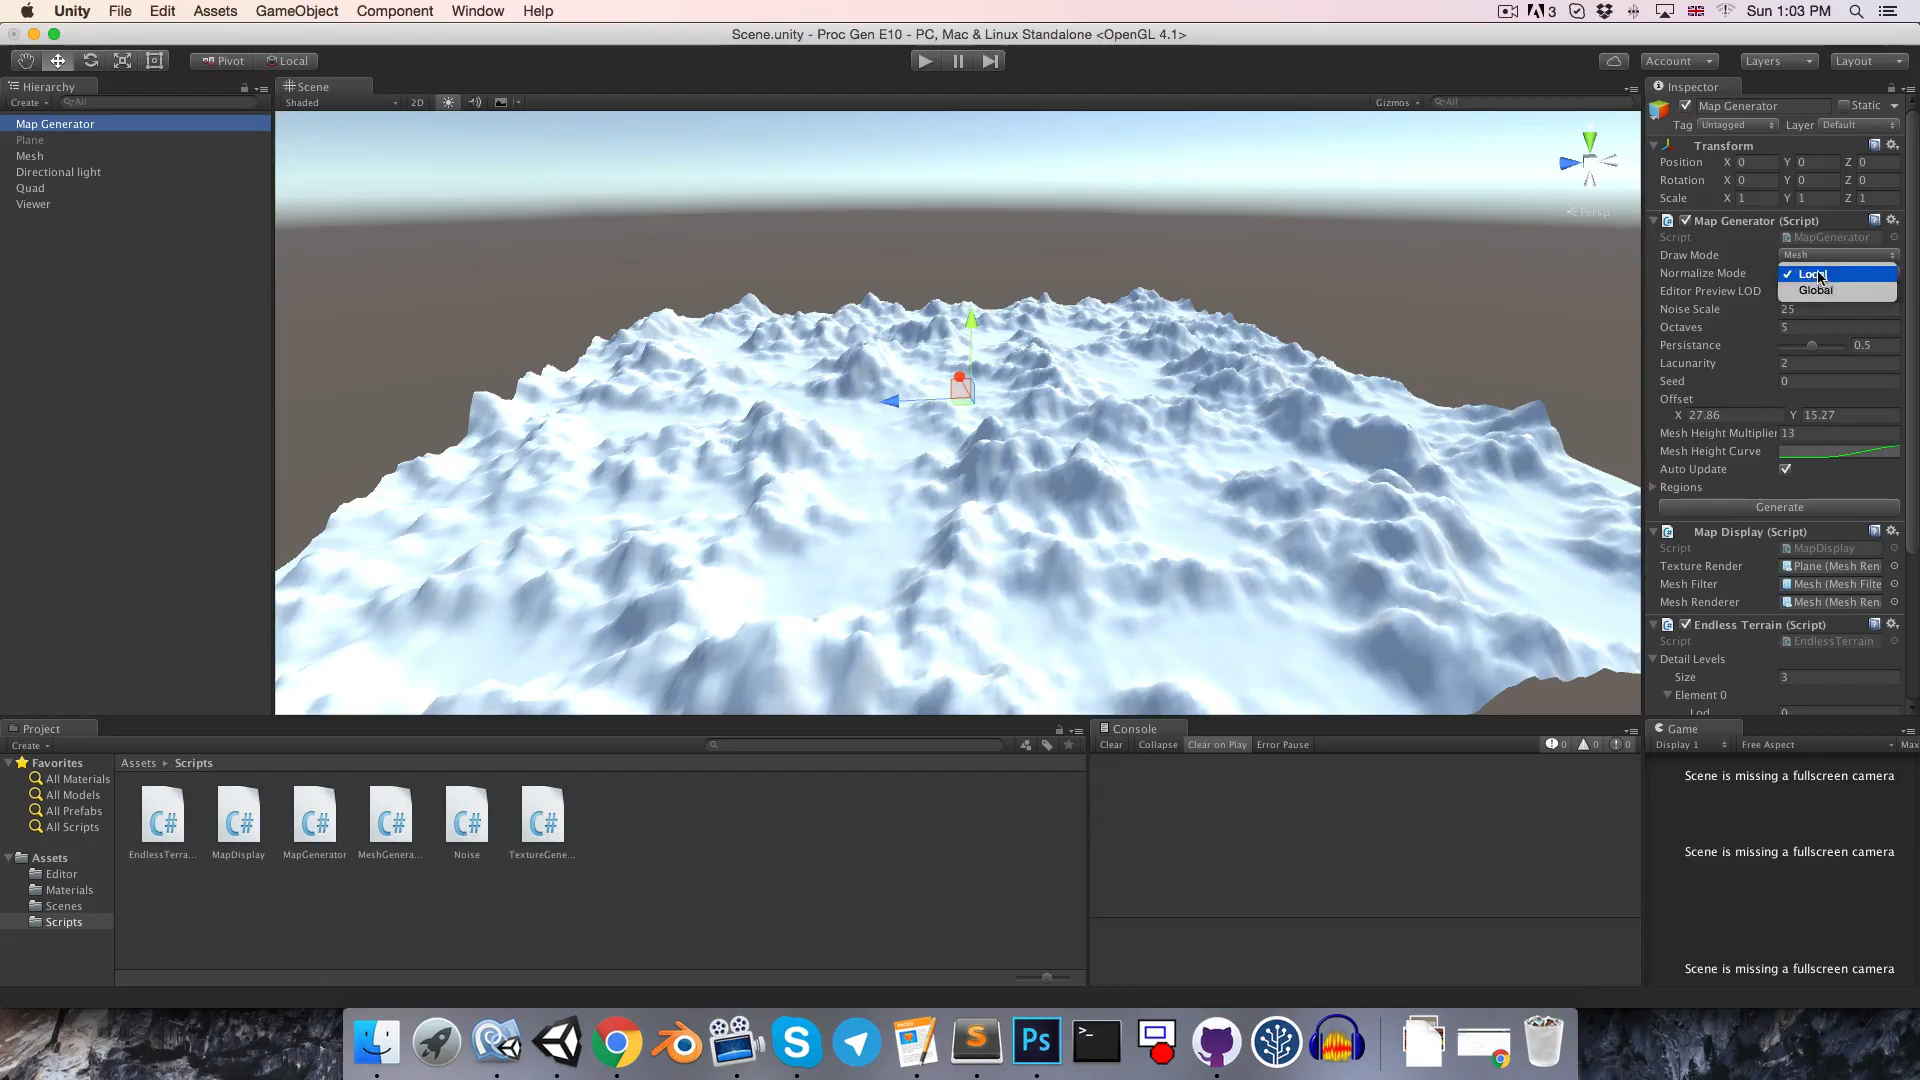 Unity File Edit Assets GameObject Component Window Help
3 Sun 1:03 PM
Scene.unity - Proc Gen E10 - PC, Mac & Linux Standalone <OpenGL 4.1>
Pivot Local
Account Layers Layout
Hierarchy
Create All
Map Generator
Plane
Mesh
Directional light
Quad
Viewer
Scene
Shaded 2D Gizmos All
Persp
Inspector
Map Generator Static
Tag Untagged Layer Default
Transform
Position X 0 Y 0 Z 0
Rotation X 0 Y 0 Z 0
Scale X 1 Y 1 Z 1
Map Generator (Script)
Script MapGenerator
Draw Mode Mesh
Normalize Mode ✓ Local
Global
Editor Preview LOD
Noise Scale 25
Octaves 5
Persistance 0.5
Lacunarity 2
Seed 0
Offset
X 27.86 Y 15.27
Mesh Height Multiplier 13
Mesh Height Curve
Auto Update
Regions
Generate
Map Display (Script)
Script MapDisplay
Texture Render Plane (Mesh Ren
Mesh Filter Mesh (Mesh Filte
Mesh Renderer Mesh (Mesh Ren
Endless Terrain (Script)
Script EndlessTerrain
Detail Levels
Size 3
Element 0
Lod 0
Project
Create
Favorites
All Materials
All Models
All Prefabs
All Scripts
Assets
Editor
Materials
Scenes
Scripts
Assets ▸ Scripts
C# C# C# C# C# C#
EndlessTerra... MapDisplay MapGenerator MeshGenera... Noise TextureGene...
Console
Clear Collapse Clear on Play Error Pause 0 0 0
Game
Display 1 Free Aspect Max
Scene is missing a fullscreen camera
Scene is missing a fullscreen camera
Scene is missing a fullscreen camera
Ps